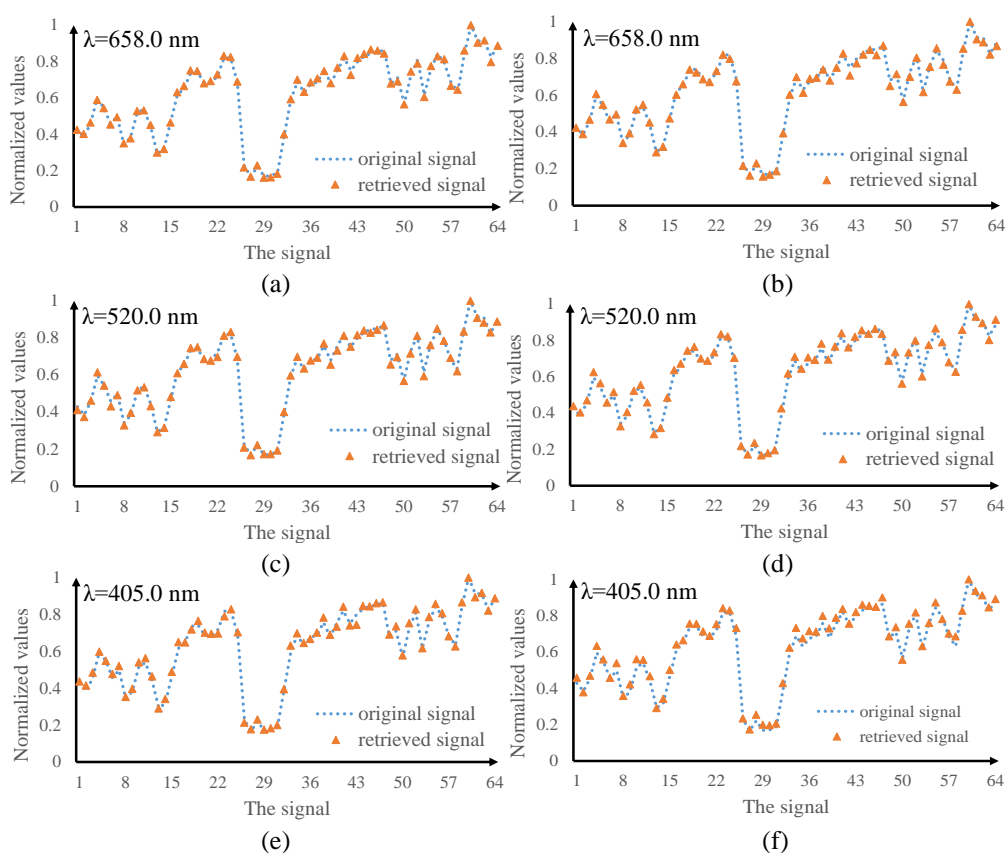 λ=658.0 nm
Normalized values
1
0.8
0.6
0.4
0.2
0
original signal
retrieved signal
1 8 15 22 29 36 43 50 57 64
The signal
(a)
λ=658.0 nm
Normalized values
1
0.8
0.6
0.4
0.2
0
original signal
retrieved signal
1 8 15 22 29 36 43 50 57 64
The signal
(b)
λ=520.0 nm
Normalized values
1
0.8
0.6
0.4
0.2
0
original signal
retrieved signal
1 8 15 22 29 36 43 50 57 64
The signal
(c)
λ=520.0 nm
Normalized values
1
0.8
0.6
0.4
0.2
0
original signal
retrieved signal
1 8 15 22 29 36 43 50 57 64
The signal
(d)
λ=405.0 nm
Normalized values
1
0.8
0.6
0.4
0.2
0
original signal
retrieved signal
1 8 15 22 29 36 43 50 57 64
The signal
(e)
λ=405.0 nm
Normalized values
1
0.8
0.6
0.4
0.2
0
original signal
retrieved signal
1 8 15 22 29 36 43 50 57 64
The signal
(f)